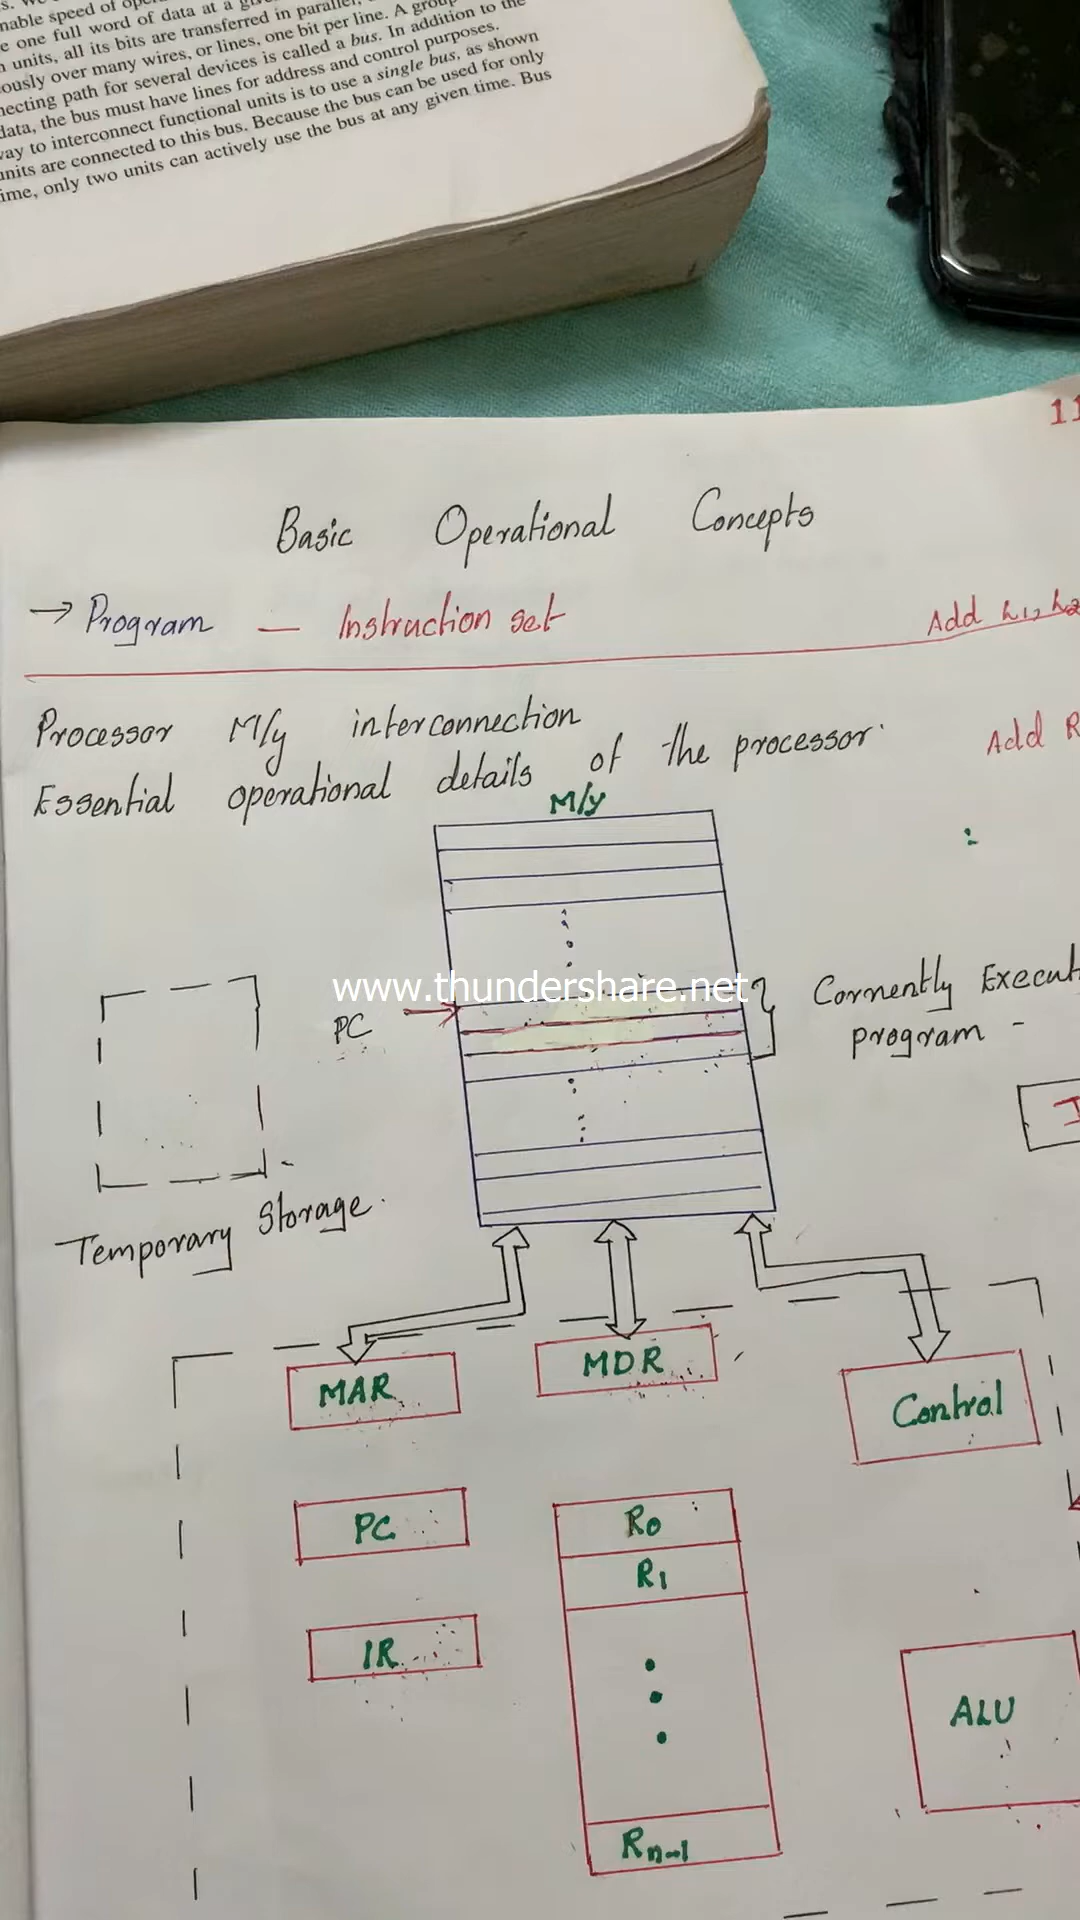 s. We
nable speed of
e one full word of data at a
n units, all its bits are transferred in parallel,
ously over many wires, or lines, one bit per line. A group
necting path for several devices is called a bus. In addition to the
data, the bus must have lines for address and control purposes.
vay to interconnect functional units is to use a single bus, as shown
units are connected to this bus. Because the bus can be used for only
ime, only two units can actively use the bus at any given time. Bus
11
Basic Operational Concepts
→ Program — Instruction set
Add L1, L2
Processor M/y interconnection
Essential operational details of the processor.
Add R
M/y
:
www.thundershare.net
PC
Cornently Execut
program -
I
Temporary Storage.
MAR
MDR
Control
PC
R0
R1
IR
ALU
Rn-1